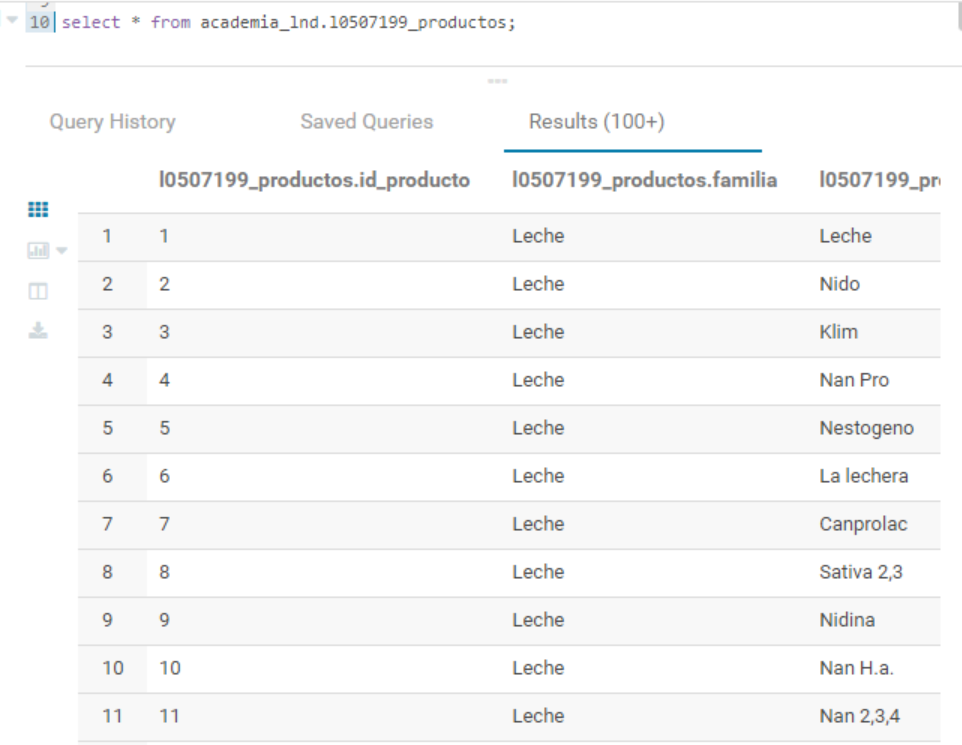 10 select * from academia_lnd.l0507199_productos;
Query History Saved Queries Results (100+)
l0507199_productos.id_producto l0507199_productos.familia l0507199_pr
1 1 Leche Leche
2 2 Leche Nido
3 3 Leche Klim
4 4 Leche Nan Pro
5 5 Leche Nestogeno
6 6 Leche La lechera
7 7 Leche Canprolac
8 8 Leche Sativa 2,3
9 9 Leche Nidina
10 10 Leche Nan H.a.
11 11 Leche Nan 2,3,4